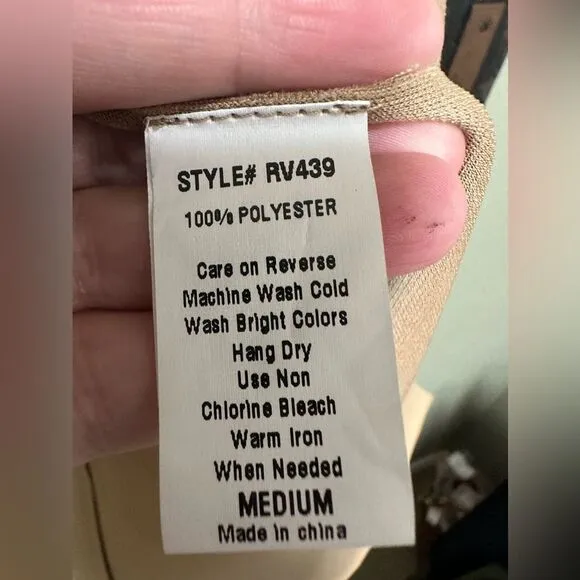 STYLE# RV439
100% POLYESTER
Care on Reverse
Machine Wash Cold
Wash Bright Colors
Hang Dry
Use Non
Chlorine Bleach
Warm Iron
When Needed
MEDIUM
Made in china